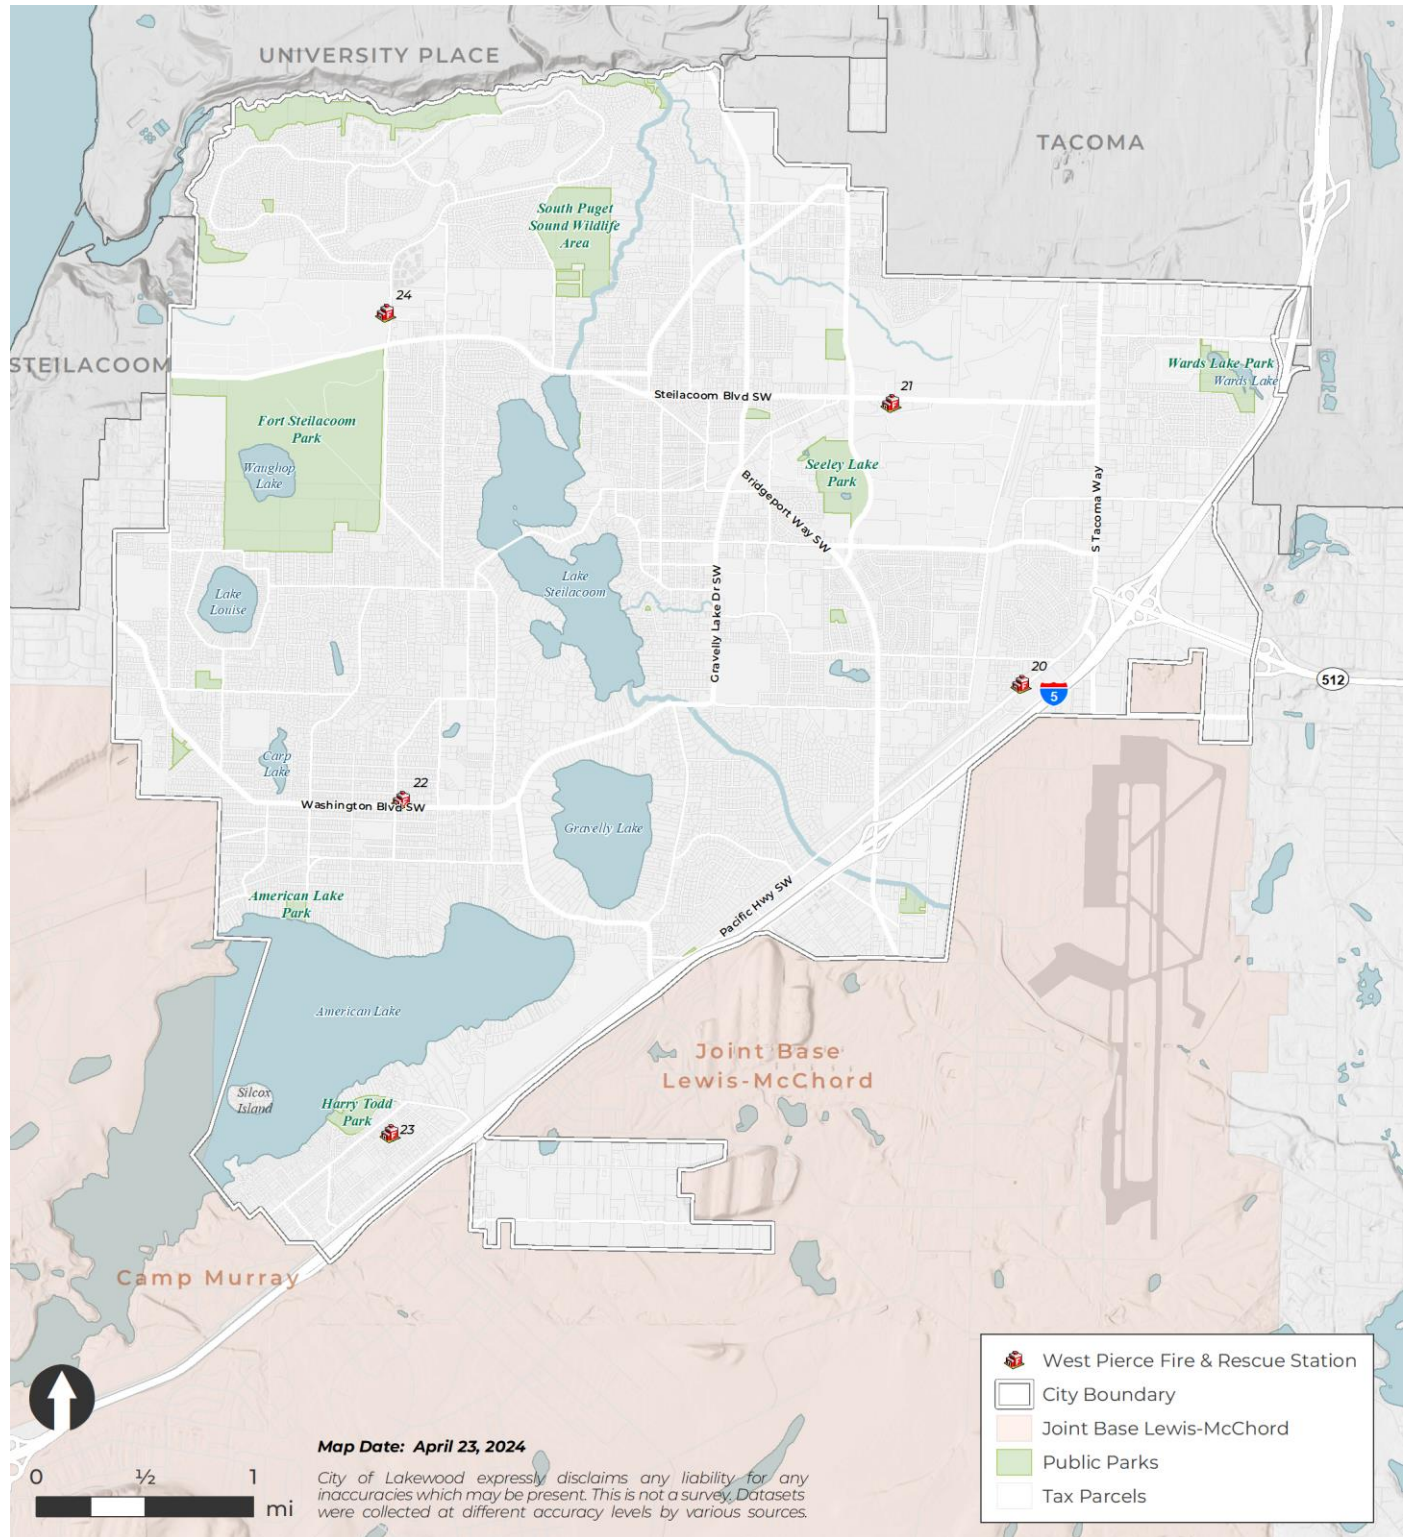 UNIVERSITY PLACE
TACOMA
South Puget
Sound Wildlife
Area
24
STEILACOOM
Wards Lake Park
Wards Lake
21
Steilacoom Blvd SW
Fort Steilacoom
Park
Waughop
Lake
Seeley Lake
Park
Bridgeport Way SW
S Tacoma Way
Lake
Steilacoom
Lake
Louise
Gravelly Lake Dr SW
20
5
512
Carp
Lake
22
Washington Blvd SW
Gravelly Lake
American Lake
Park
Pacific Hwy SW
American Lake
Joint Base
Lewis-McChord
Silcox
Island
Harry Todd
Park
23
Camp Murray
West Pierce Fire & Rescue Station
City Boundary
Joint Base Lewis-McChord
Public Parks
Tax Parcels
Map Date: April 23, 2024
0 ½ 1
mi
City of Lakewood expressly disclaims any liability for any
inaccuracies which may be present. This is not a survey. Datasets
were collected at different accuracy levels by various sources.